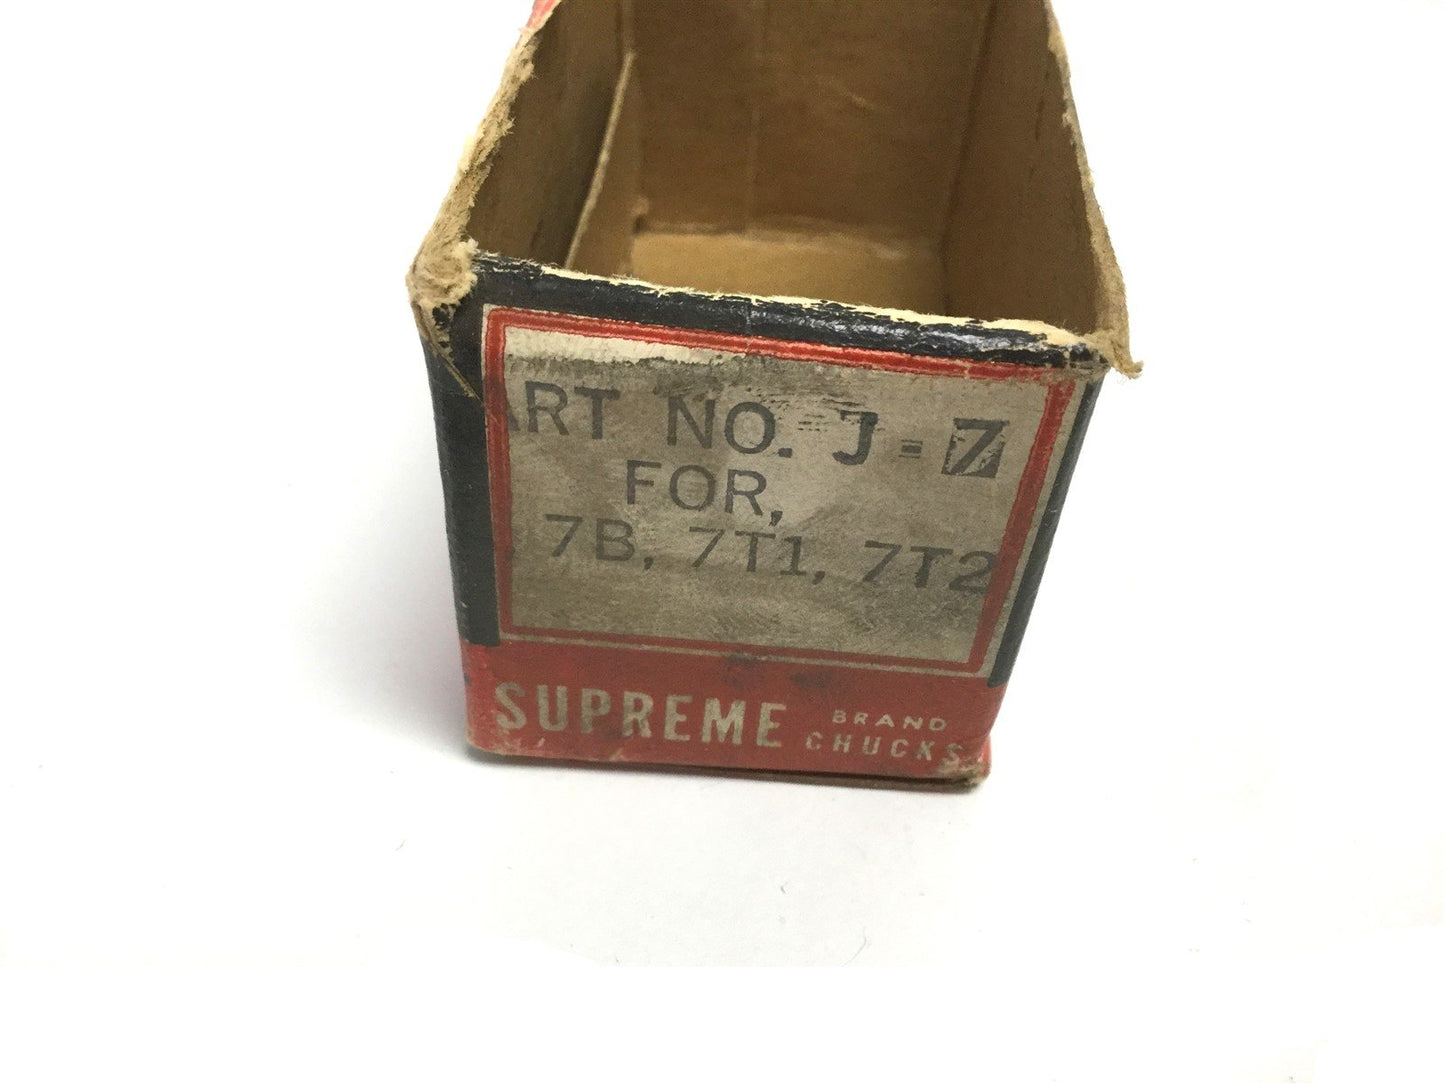 ART NO. J-7
FOR,
7B, 7T1, 7T2
SUPREME BRAND CHUCKS